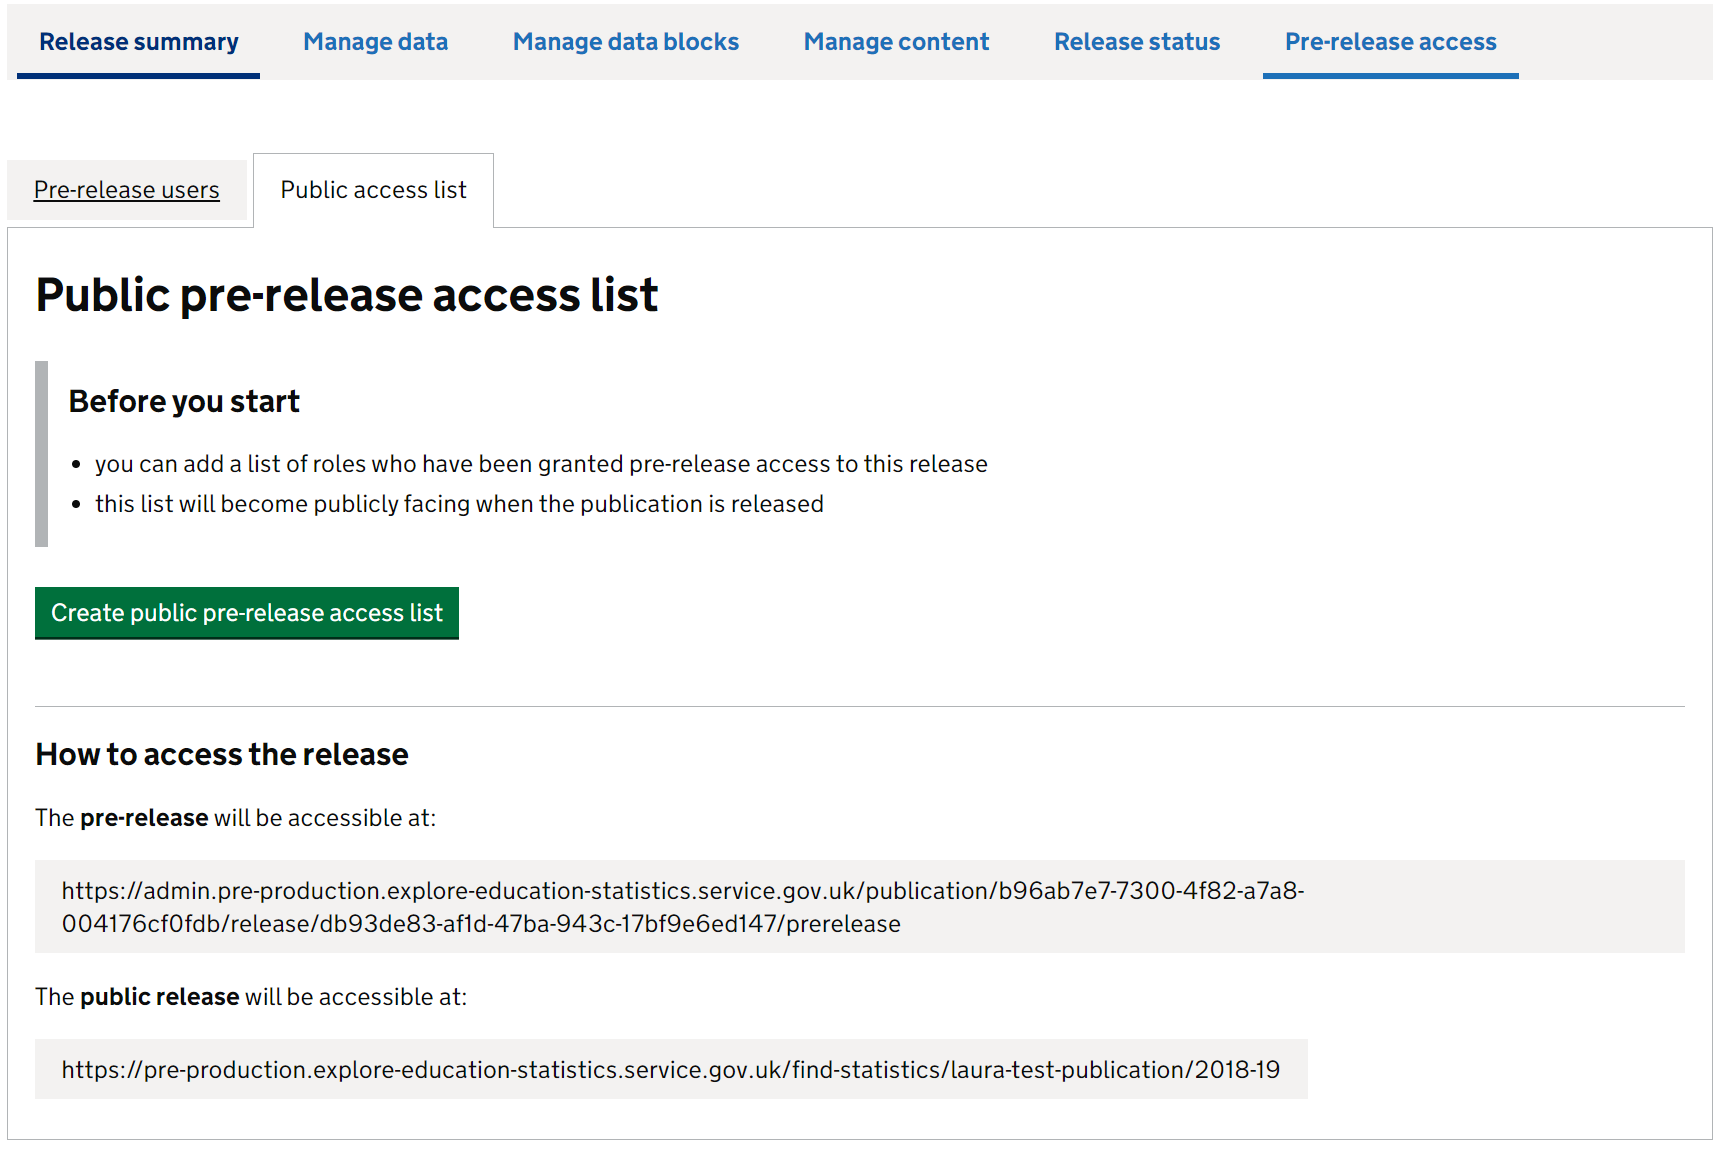 Release summary Manage data Manage data blocks Manage content Release status Pre-release access
Pre-release users Public access list
Public pre-release access list
Before you start
• you can add a list of roles who have been granted pre-release access to this release
• this list will become publicly facing when the publication is released
Create public pre-release access list
How to access the release
The pre-release will be accessible at:
https://admin.pre-production.explore-education-statistics.service.gov.uk/publication/b96ab7e7-7300-4f82-a7a8-
004176cf0fdb/release/db93de83-af1d-47ba-943c-17bf9e6ed147/prerelease
The public release will be accessible at:
https://pre-production.explore-education-statistics.service.gov.uk/find-statistics/laura-test-publication/2018-19